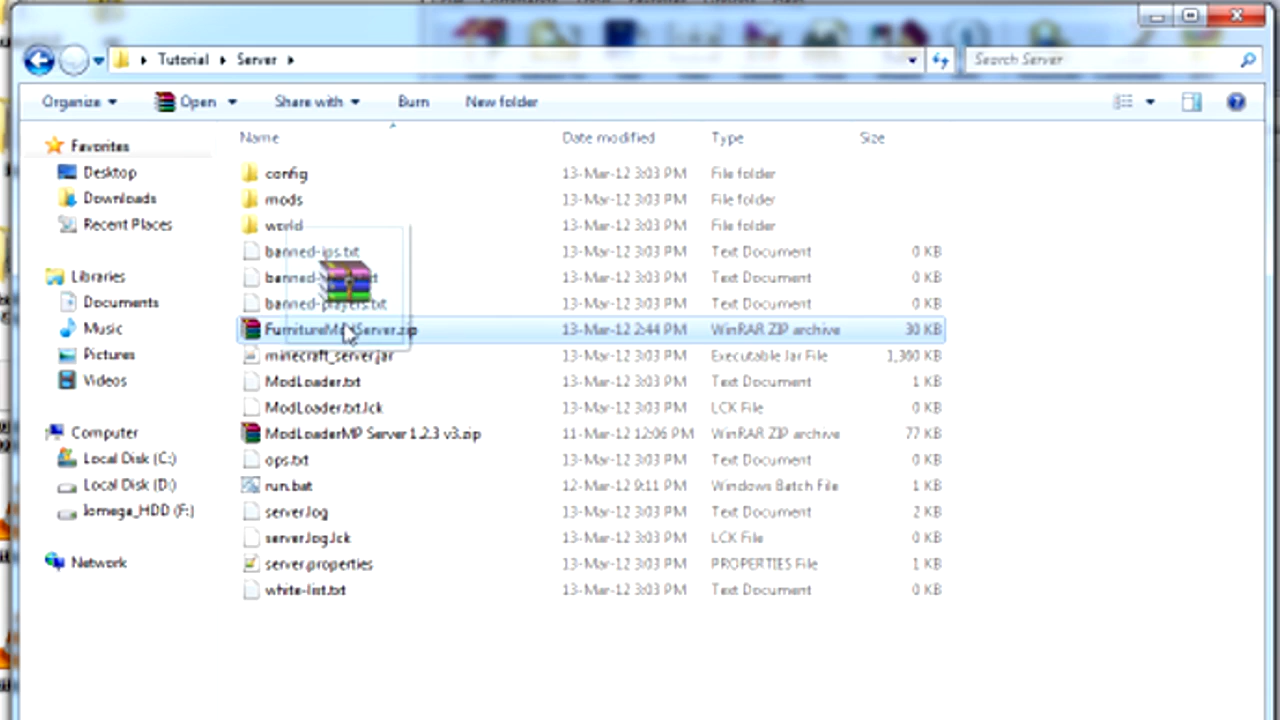 Tutorial Server Search Server
Organize Open Share with Burn New folder
Name Date modified Type Size
Favorites
Desktop
Downloads
Recent Places
Libraries
Documents
Music
Pictures
Videos
Computer
Local Disk (C:)
Local Disk (D:)
Iomega_HDD (F:)
Network
config 13-Mar-12 3:03 PM File folder
mods 13-Mar-12 3:03 PM File folder
world 13-Mar-12 3:03 PM File folder
banned-ips.txt 13-Mar-12 3:03 PM Text Document 0 KB
13-Mar-12 3:03 PM Text Document 0 KB
banned-players.txt 13-Mar-12 3:03 PM Text Document 0 KB
FurnitureModServer.zip 13-Mar-12 2:44 PM WinRAR ZIP archive 30 KB
minecraft_server.jar 13-Mar-12 3:03 PM Executable Jar File
ModLoader.txt 13-Mar-12 3:03 PM Text Document 1 KB
ModLoader.txt.lck 13-Mar-12 3:03 PM LCK File 0 KB
ModLoaderMP Server 1.2.3 v3.zip 11-Mar-12 12:06 PM WinRAR ZIP archive 77 KB
ops.txt 13-Mar-12 3:03 PM Text Document 0 KB
run.bat 12-Mar-12 9:11 PM Windows Batch File 1 KB
server.log 13-Mar-12 3:03 PM Text Document 2 KB
server.log.lck 13-Mar-12 3:03 PM LCK File 0 KB
server.properties 13-Mar-12 3:03 PM PROPERTIES File 1 KB
white-list.txt 13-Mar-12 3:03 PM Text Document 0 KB